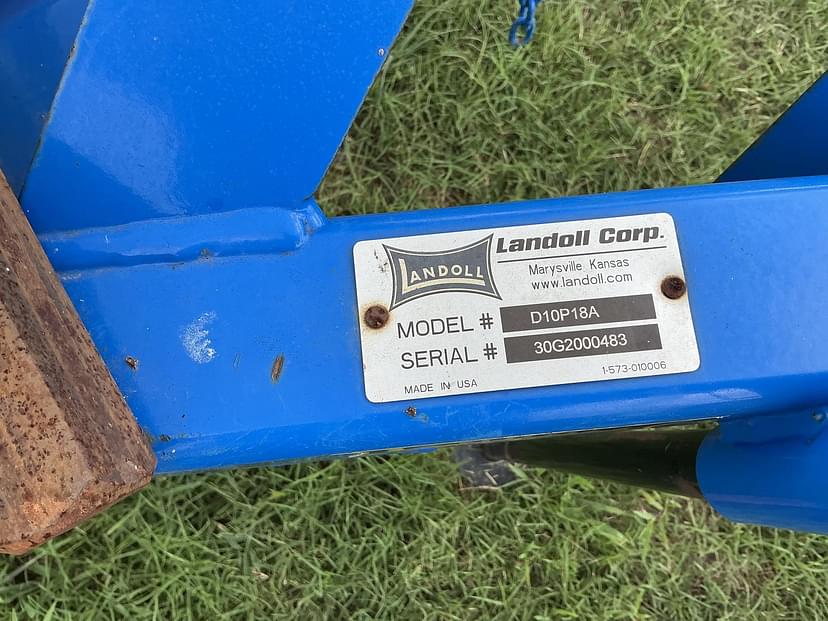 LANDOLL
Landoll Corp.
Marysville, Kansas
www.landoll.com
MODEL # D10P18A
SERIAL # 30G2000483
MADE IN USA
1-573-010006